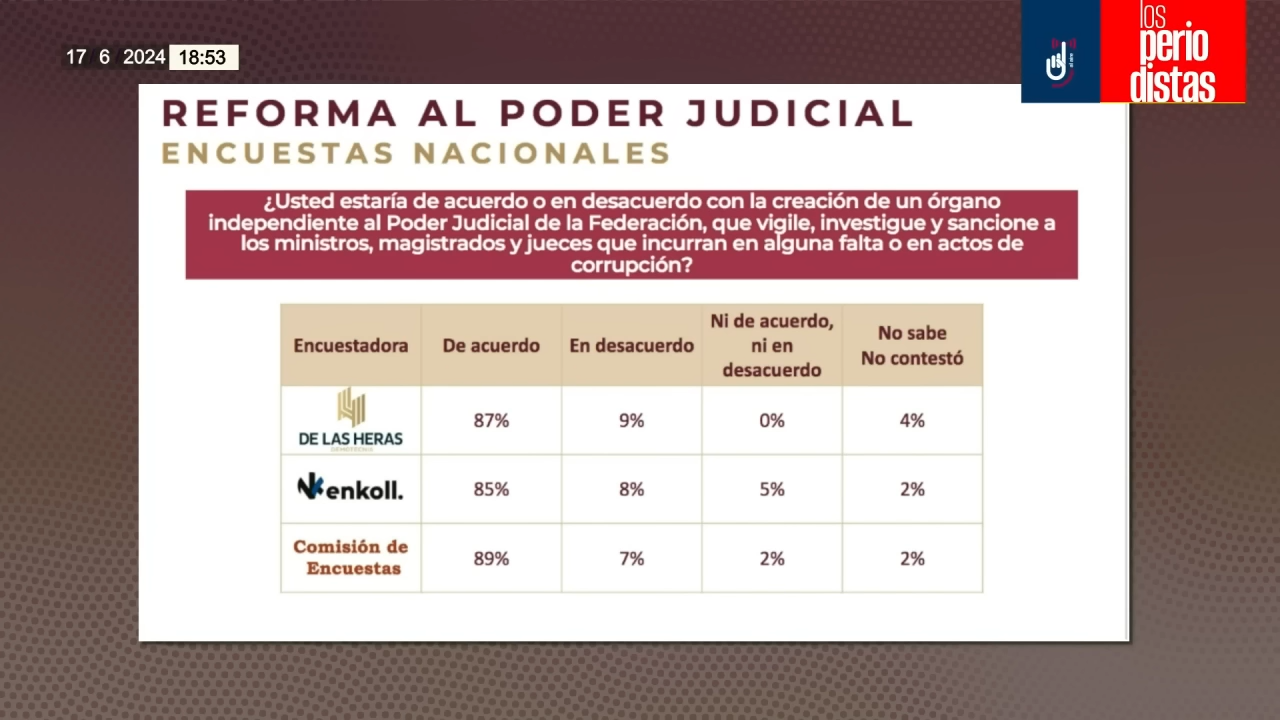 17 6 2024 18:53
los
perio
distas
REFORMA AL PODER JUDICIAL
ENCUESTAS NACIONALES
¿Usted estaría de acuerdo o en desacuerdo con la creación de un órgano
independiente al Poder Judicial de la Federación, que vigile, investigue y sancione a
los ministros, magistrados y jueces que incurran en alguna falta o en actos de
corrupción?
Encuestadora De acuerdo En desacuerdo Ni de acuerdo, ni en desacuerdo No sabe No contestó
DE LAS HERAS 87% 9% 0% 4%
enkoll. 85% 8% 5% 2%
Comisión de Encuestas 89% 7% 2% 2%